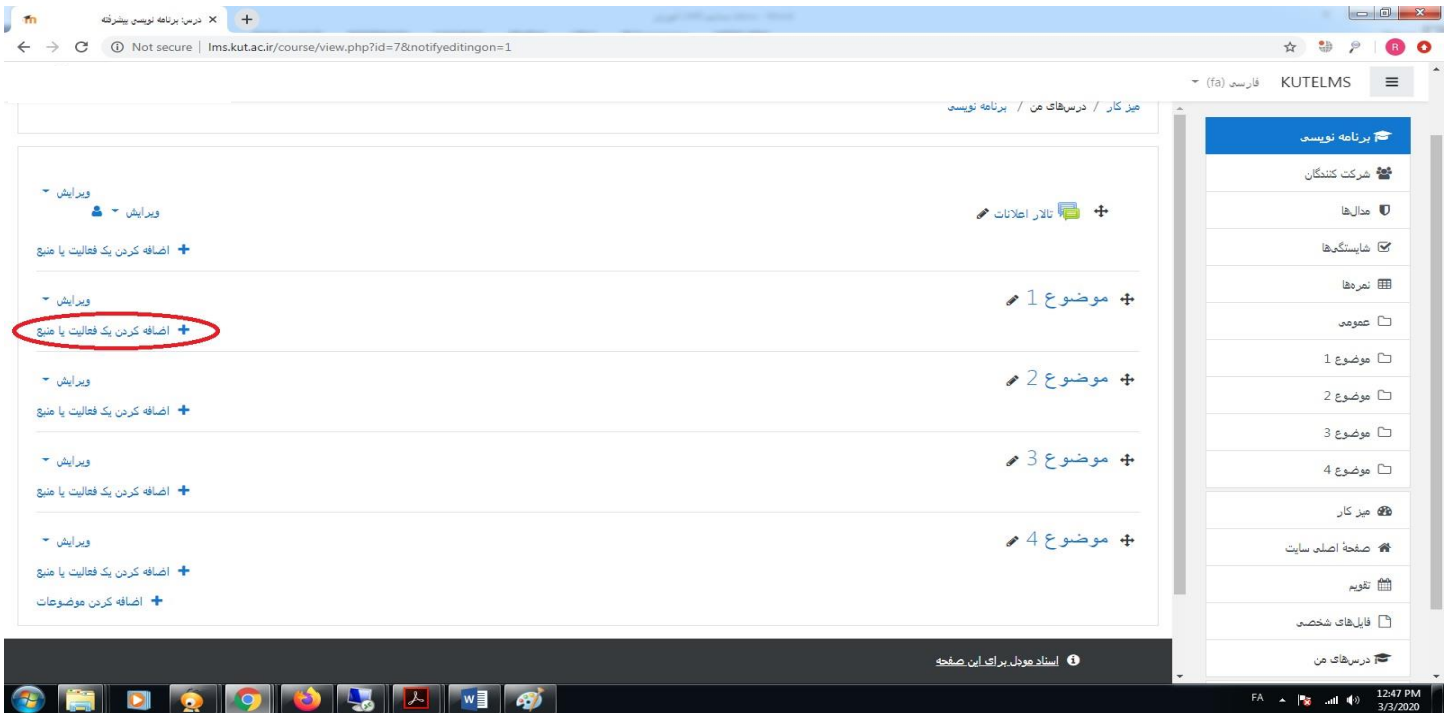 درس: برنامه نویسی پیشرفته
Not secure | lms.kut.ac.ir/course/view.php?id=7&notifyeditingon=1
R
KUTELMS فارسی (fa)
میز کار / درس‌های من / برنامه نویسی
ویرایش
تالار اعلانات
ویرایش
اضافه کردن یک فعالیت یا منبع
موضوع 1
ویرایش
اضافه کردن یک فعالیت یا منبع
موضوع 2
ویرایش
اضافه کردن یک فعالیت یا منبع
موضوع 3
ویرایش
اضافه کردن یک فعالیت یا منبع
موضوع 4
ویرایش
اضافه کردن یک فعالیت یا منبع
اضافه کردن موضوعات
برنامه نویسی
شرکت کنندگان
مدال‌ها
شایستگی‌ها
نمره‌ها
عمومی
موضوع 1
موضوع 2
موضوع 3
موضوع 4
میز کار
صفحهٔ اصلی سایت
تقویم
فایل‌های شخصی
درس‌های من
اسناد مودل برای این صفحه
FA
12:47 PM
3/3/2020